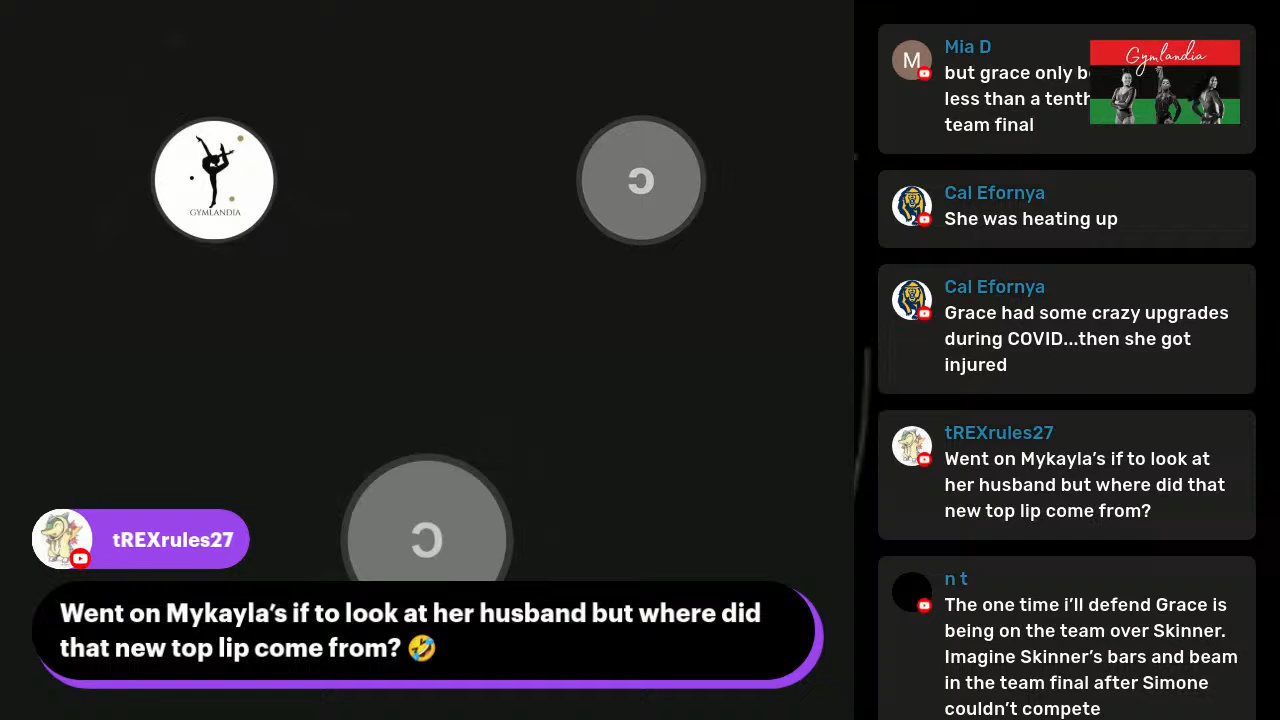 GYMLANDIA
ɔ
ɔ
tREXrules27
Went on Mykayla’s if to look at her husband but where did
that new top lip come from? 🤣
M
Mia D
but grace only
less than a tenth
team final
Gymlandia
Cal Efornya
She was heating up
Cal Efornya
Grace had some crazy upgrades
during COVID...then she got
injured
tREXrules27
Went on Mykayla’s if to look at
her husband but where did that
new top lip come from?
n t
The one time i’ll defend Grace is
being on the team over Skinner.
Imagine Skinner’s bars and beam
in the team final after Simone
couldn’t compete